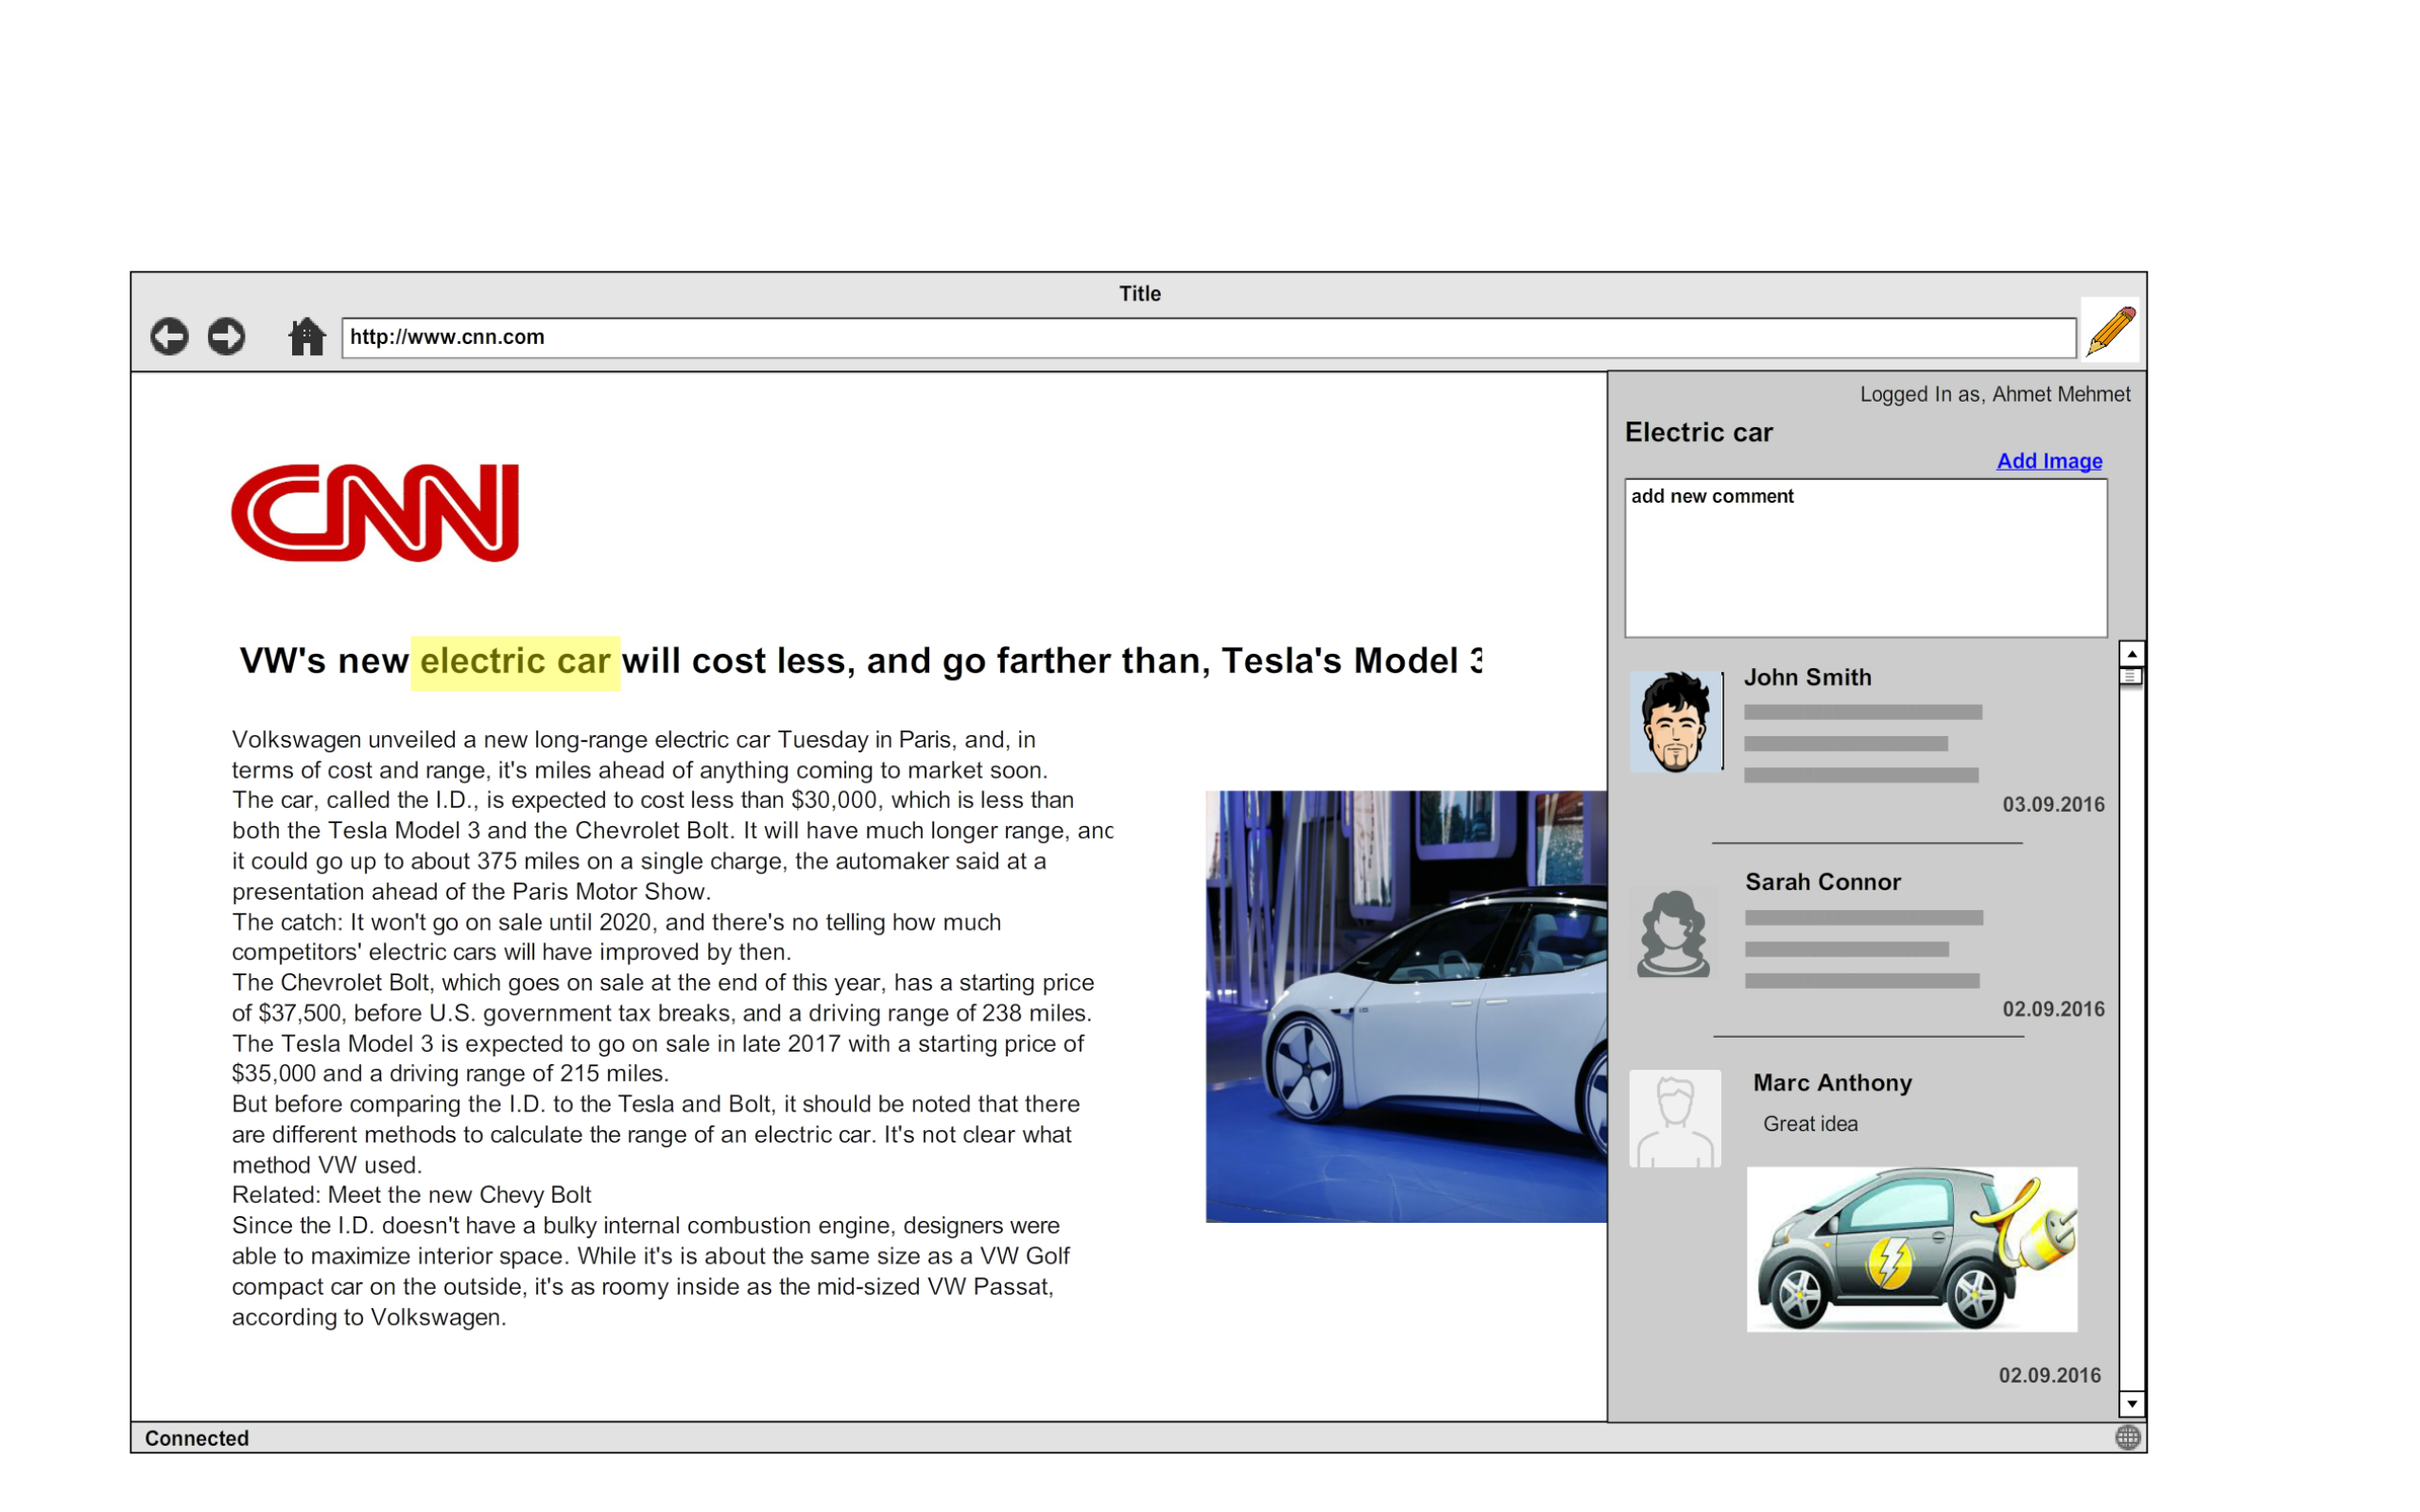 Title
http://www.cnn.com
Logged In as, Ahmet Mehmet
Electric car
Add Image
add new comment
CNN
VW's new electric car will cost less, and go farther than, Tesla's Model 3
Volkswagen unveiled a new long-range electric car Tuesday in Paris, and, in
terms of cost and range, it's miles ahead of anything coming to market soon.
The car, called the I.D., is expected to cost less than $30,000, which is less than
both the Tesla Model 3 and the Chevrolet Bolt. It will have much longer range, and
it could go up to about 375 miles on a single charge, the automaker said at a
presentation ahead of the Paris Motor Show.
The catch: It won't go on sale until 2020, and there's no telling how much
competitors' electric cars will have improved by then.
The Chevrolet Bolt, which goes on sale at the end of this year, has a starting price
of $37,500, before U.S. government tax breaks, and a driving range of 238 miles.
The Tesla Model 3 is expected to go on sale in late 2017 with a starting price of
$35,000 and a driving range of 215 miles.
But before comparing the I.D. to the Tesla and Bolt, it should be noted that there
are different methods to calculate the range of an electric car. It's not clear what
method VW used.
Related: Meet the new Chevy Bolt
Since the I.D. doesn't have a bulky internal combustion engine, designers were
able to maximize interior space. While it's is about the same size as a VW Golf
compact car on the outside, it's as roomy inside as the mid-sized VW Passat,
according to Volkswagen.
John Smith
03.09.2016
Sarah Connor
02.09.2016
Marc Anthony
Great idea
02.09.2016
Connected